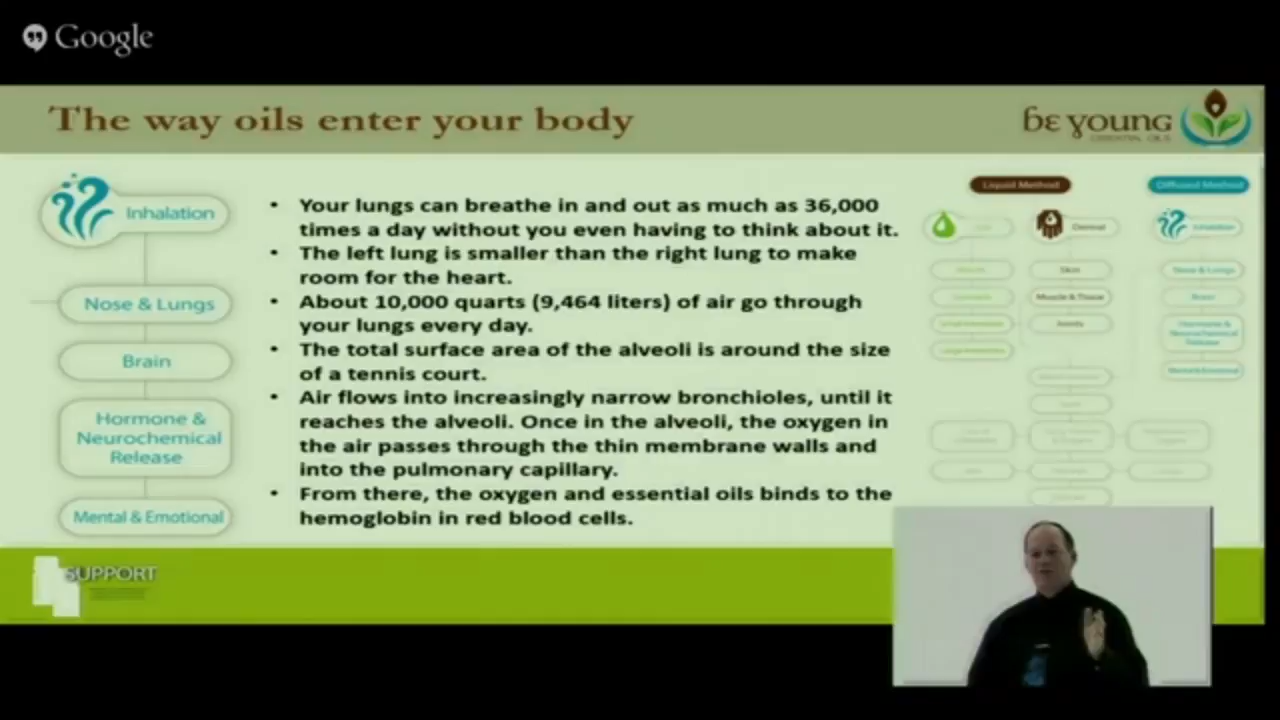 Google
The way oils enter your body
be young
ESSENTIAL OILS
Inhalation
Nose & Lungs
Brain
Hormone &
Neurochemical
Release
Mental & Emotional
• Your lungs can breathe in and out as much as 36,000
times a day without you even having to think about it.
• The left lung is smaller than the right lung to make
room for the heart.
• About 10,000 quarts (9,464 liters) of air go through
your lungs every day.
• The total surface area of the alveoli is around the size
of a tennis court.
• Air flows into increasingly narrow bronchioles, until it
reaches the alveoli. Once in the alveoli, the oxygen in
the air passes through the thin membrane walls and
into the pulmonary capillary.
• From there, the oxygen and essential oils binds to the
hemoglobin in red blood cells.
Liquid Method
Diffused Method
Dermal
Inhalation
Skin
Nose & Lungs
Muscle & Tissue
Brain
Joints
Hormone &
Neurochemical
Release
Mental & Emotional
SUPPORT